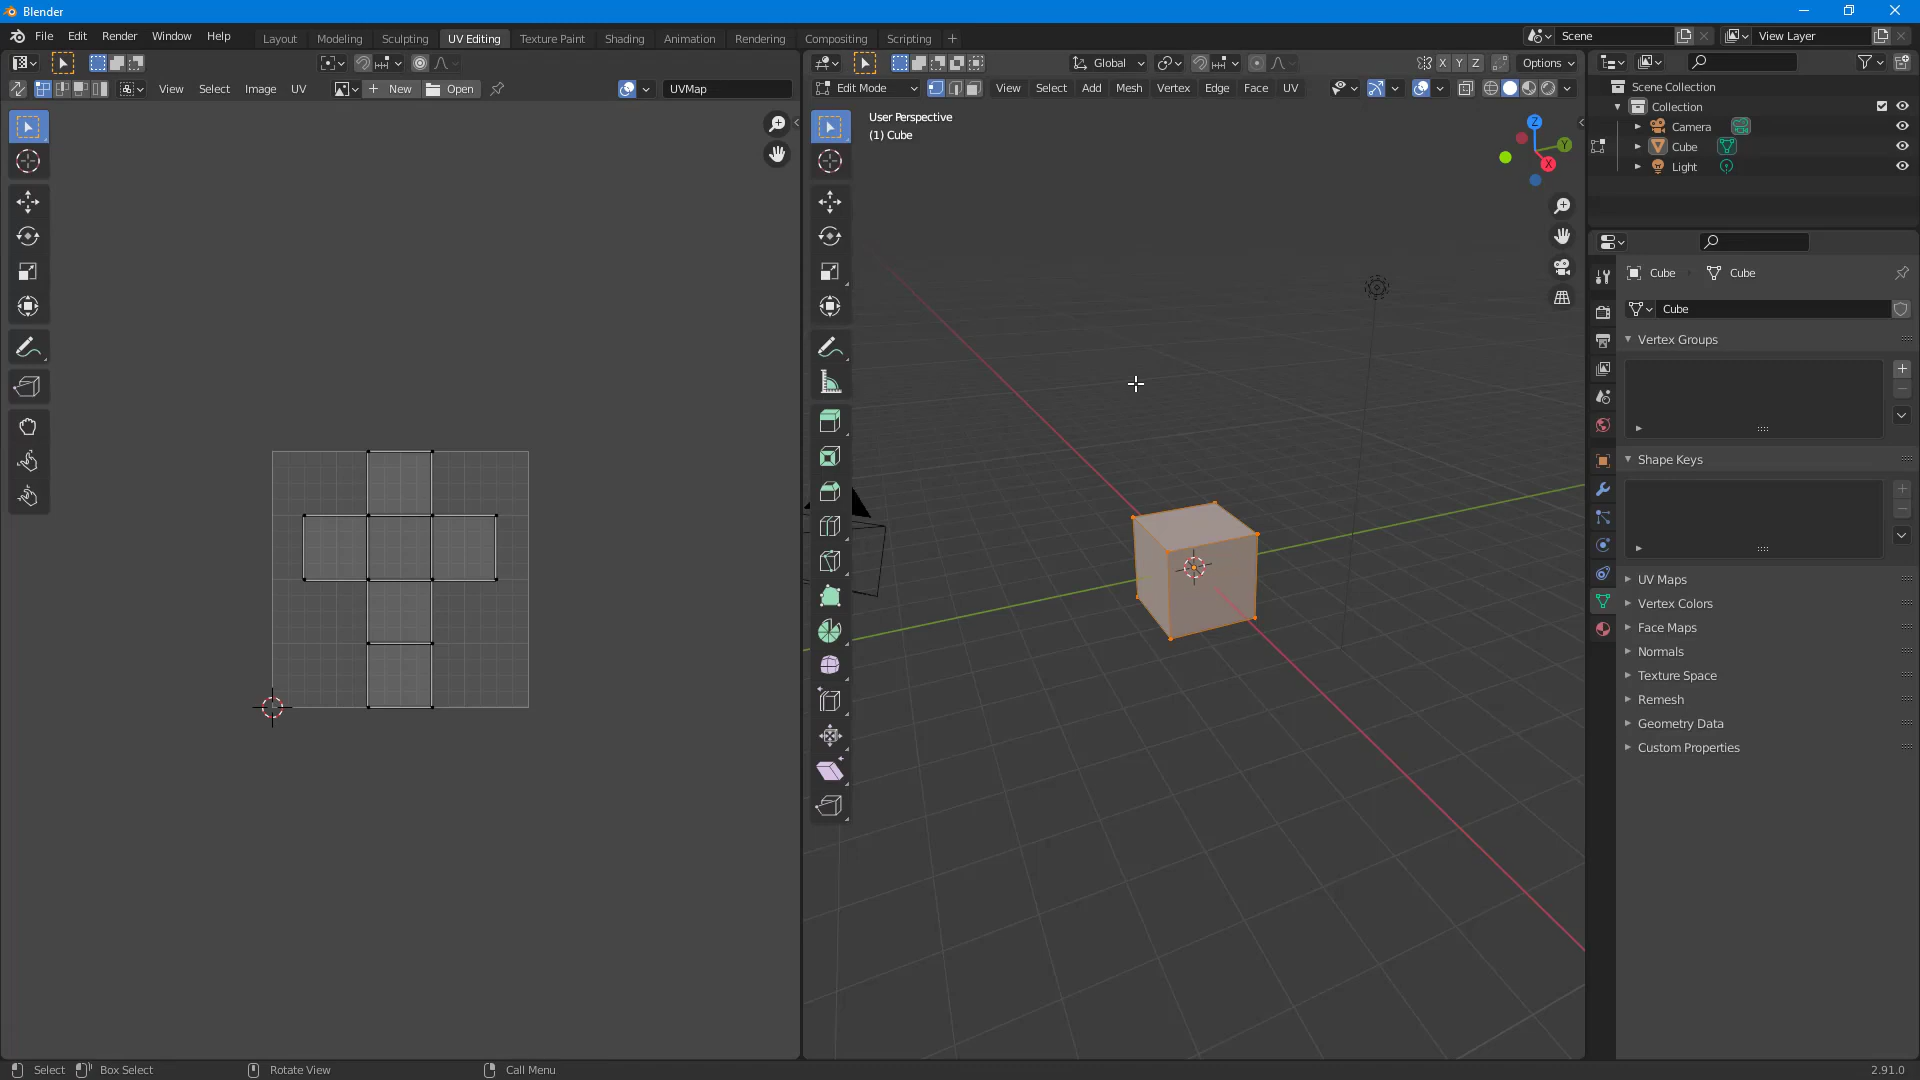 Blender
File Edit Render Window Help
Layout Modeling Sculpting UV Editing Texture Paint Shading Animation Rendering Compositing Scripting +
Scene
View Layer
Global
X Y Z
Options
View Select Image UV
New
Open
UVMap
Edit Mode
View Select Add Mesh Vertex Edge Face UV
User Perspective
(1) Cube
Z
Y
X
Scene Collection
Collection
Camera
Cube
Light
Cube
Cube
Cube
Vertex Groups
Shape Keys
UV Maps
Vertex Colors
Face Maps
Normals
Texture Space
Remesh
Geometry Data
Custom Properties
Select
Box Select
Rotate View
Call Menu
2.91.0